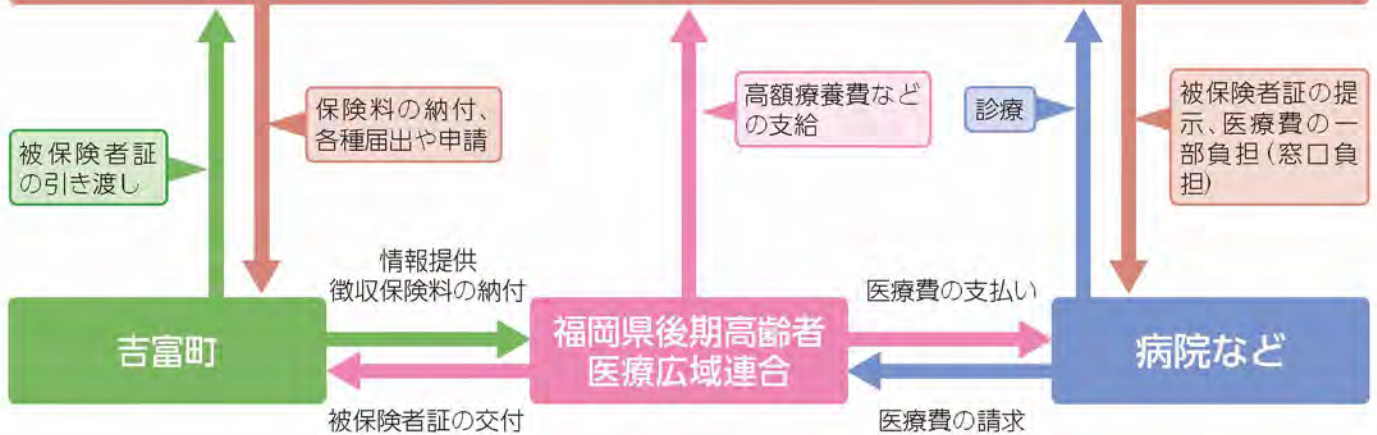 保険料の納付、
各種届出や申請
高額療養費など
の支給
診療
被保険者証の提
示、医療費の一
部負担（窓口負
担）
被保険者証
の引き渡し
情報提供
徴収保険料の納付
医療費の支払い
吉富町
福岡県後期高齢者
医療広域連合
病院など
被保険者証の交付
医療費の請求